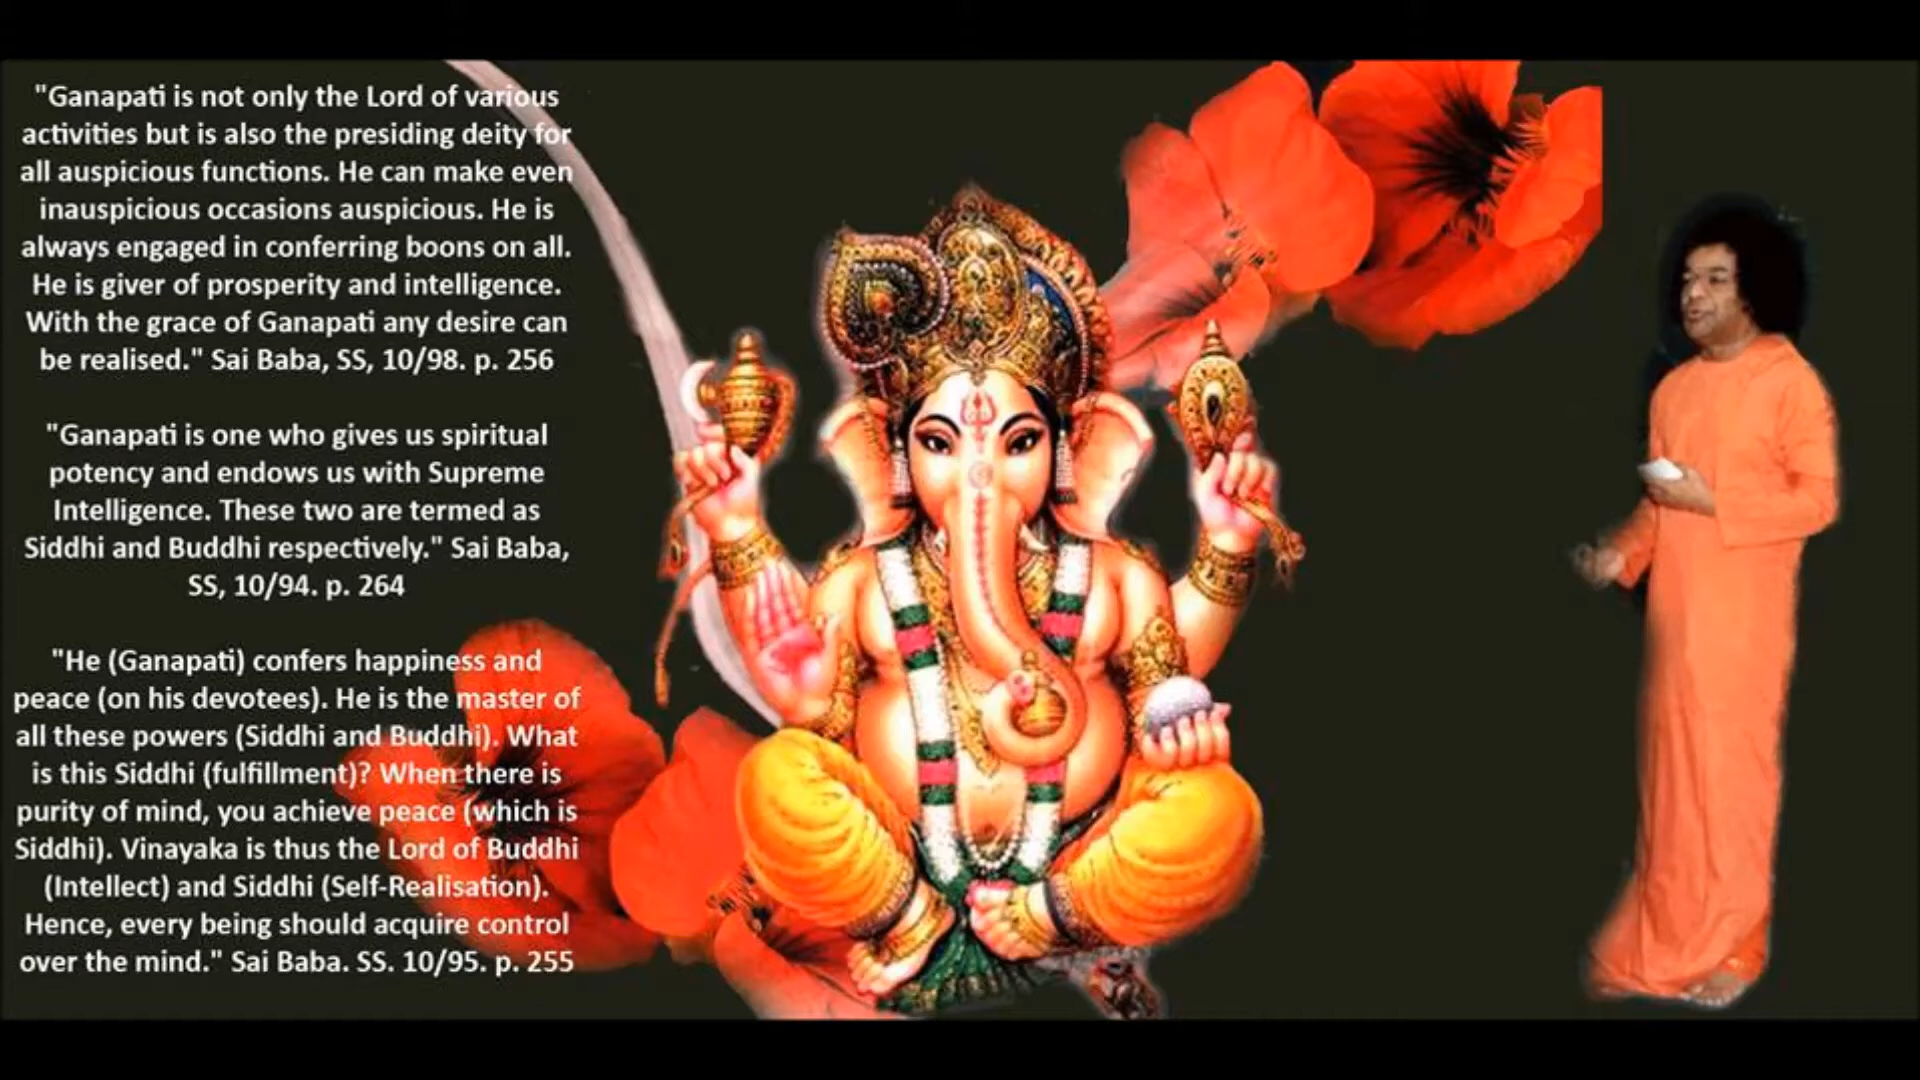 "Ganapati is not only the Lord of various
activities but is also the presiding deity for
all auspicious functions. He can make even
inauspicious occasions auspicious. He is
always engaged in conferring boons on all.
He is giver of prosperity and intelligence.
With the grace of Ganapati any desire can
be realised." Sai Baba, SS, 10/98. p. 256
"Ganapati is one who gives us spiritual
potency and endows us with Supreme
Intelligence. These two are termed as
Siddhi and Buddhi respectively." Sai Baba,
SS, 10/94. p. 264
"He (Ganapati) confers happiness and
peace (on his devotees). He is the master of
all these powers (Siddhi and Buddhi). What
is this Siddhi (fulfillment)? When there is
purity of mind, you achieve peace (which is
Siddhi). Vinayaka is thus the Lord of Buddhi
(Intellect) and Siddhi (Self-Realisation).
Hence, every being should acquire control
over the mind." Sai Baba. SS. 10/95. p. 255